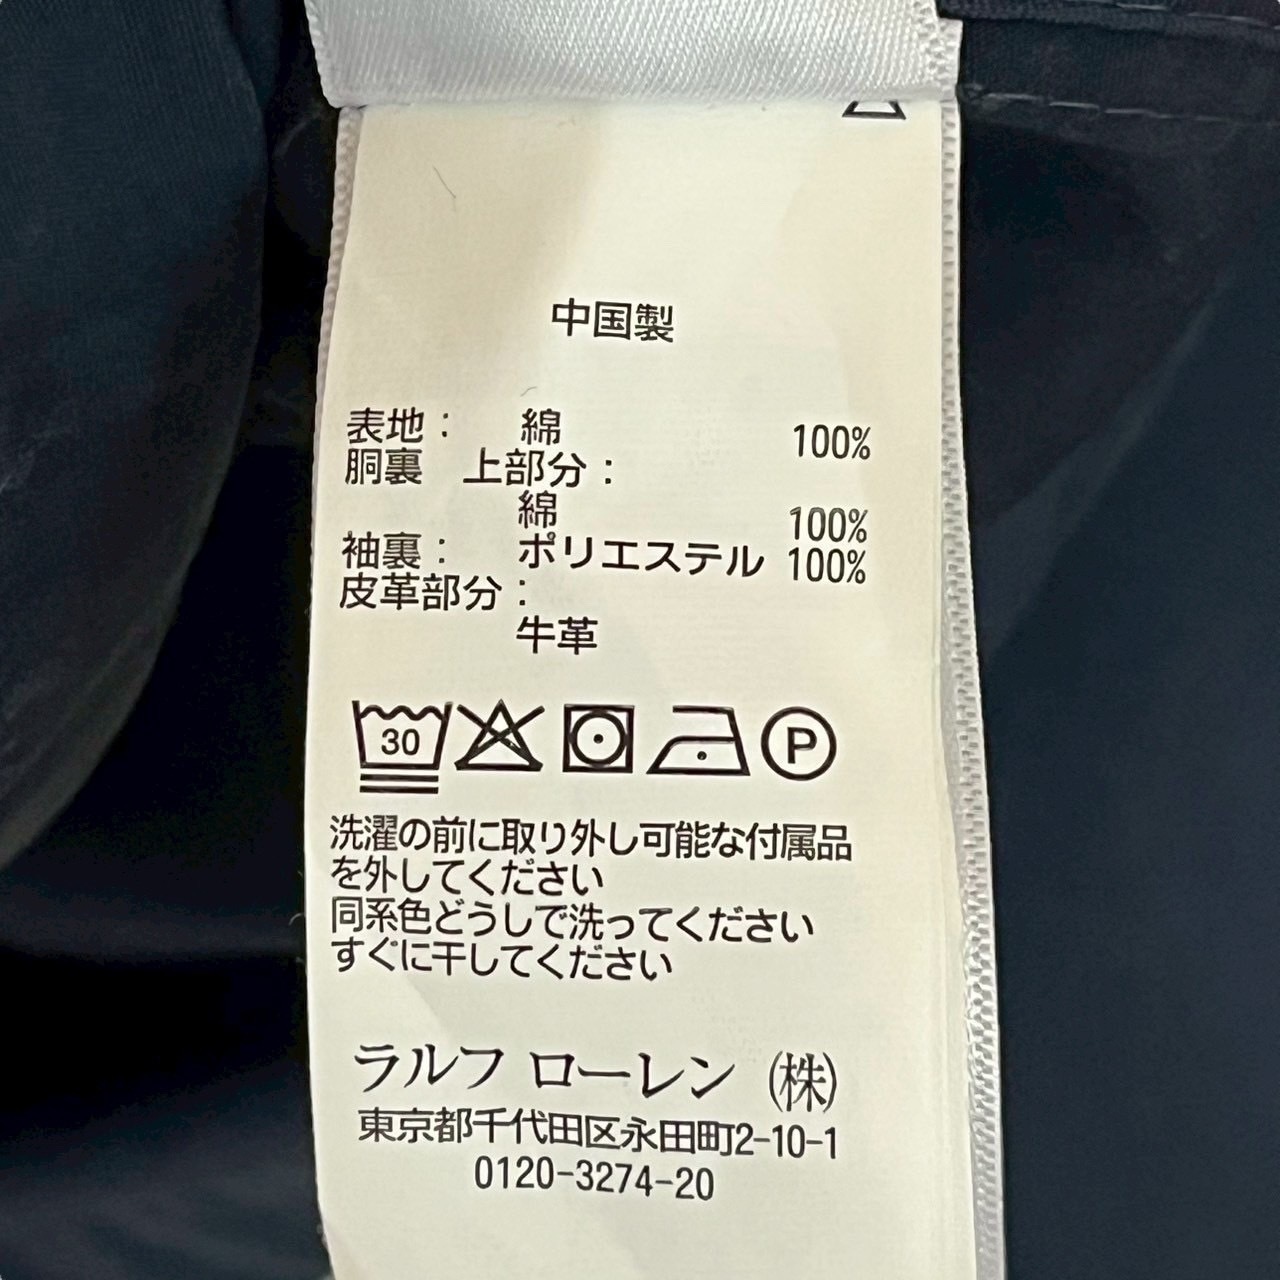 中国製
表地： 綿 100%
胴裏 上部分：
綿 100%
袖裏： ポリエステル 100%
皮革部分：
牛革
30 P
洗濯の前に取り外し可能な付属品
を外してください
同系色どうしで洗ってください
すぐに干してください
ラルフ ローレン (株)
東京都千代田区永田町2-10-1
0120-3274-20